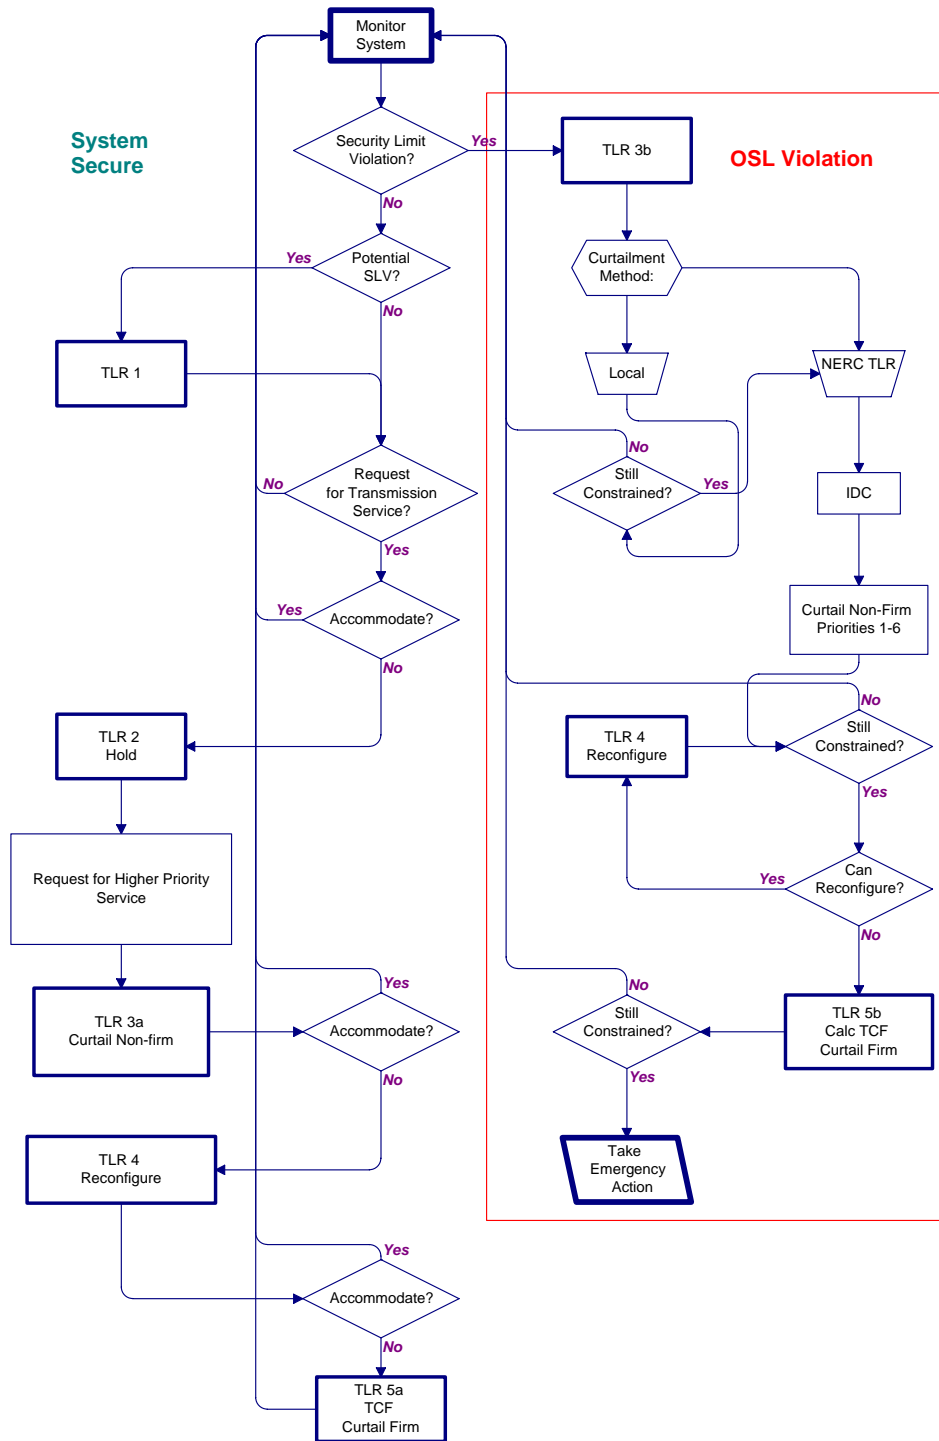 Monitor
System
System
Secure
Security Limit
Violation?
Yes
TLR 3b
OSL Violation
No
Yes
Potential
SLV?
Curtailment
Method:
No
TLR 1
Local
NERC TLR
No
Request
for Transmission
Service?
No
Still
Constrained?
Yes
IDC
Yes
Yes
Accommodate?
Curtail Non-Firm
Priorities 1-6
No
No
TLR 2
Hold
TLR 4
Reconfigure
Still
Constrained?
Yes
Request for Higher Priority
Service
Yes
Can
Reconfigure?
No
Yes
No
TLR 3a
Curtail Non-firm
Accommodate?
Still
Constrained?
TLR 5b
Calc TCF
Curtail Firm
No
Yes
TLR 4
Reconfigure
Take
Emergency
Action
Yes
Accommodate?
No
TLR 5a
TCF
Curtail Firm